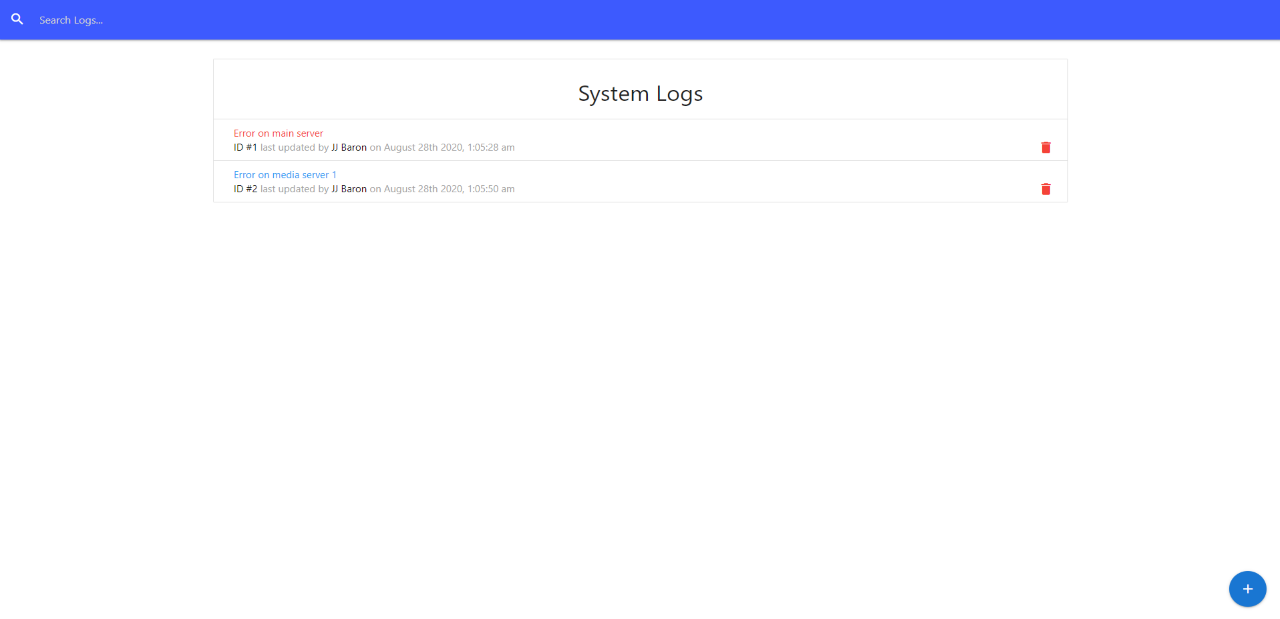 Search Logs...
System Logs
Error on main server
ID #1 last updated by JJ Baron on August 28th 2020, 1:05:28 am
Error on media server 1
ID #2 last updated by JJ Baron on August 28th 2020, 1:05:50 am